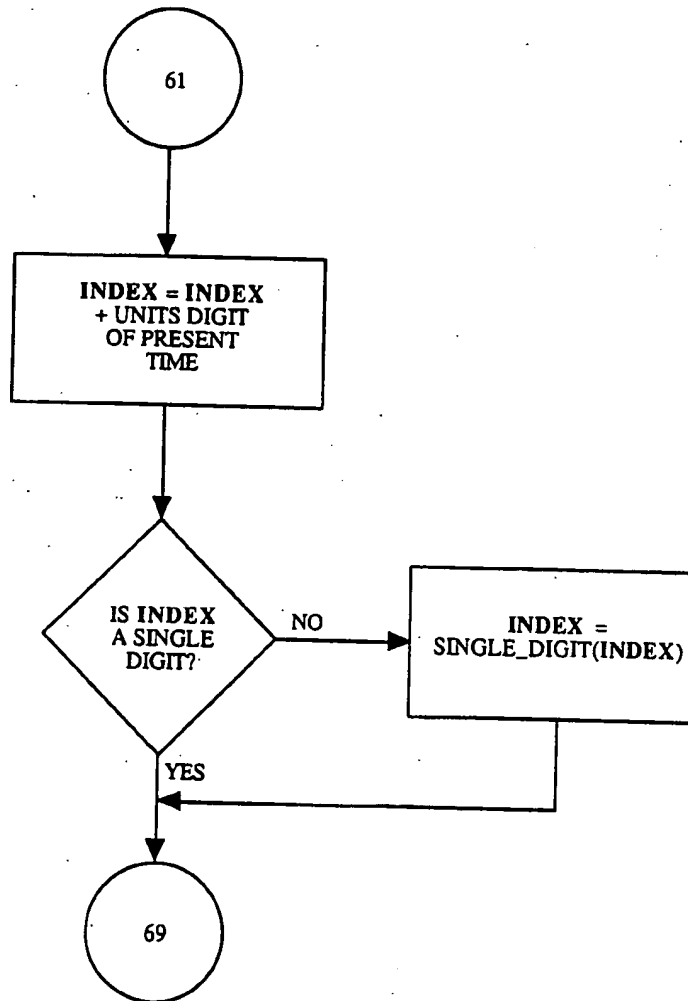 61
INDEX = INDEX
+ UNITS DIGIT
OF PRESENT
TIME
IS INDEX
A SINGLE
DIGIT?
NO
INDEX =
SINGLE_DIGIT(INDEX)
YES
69